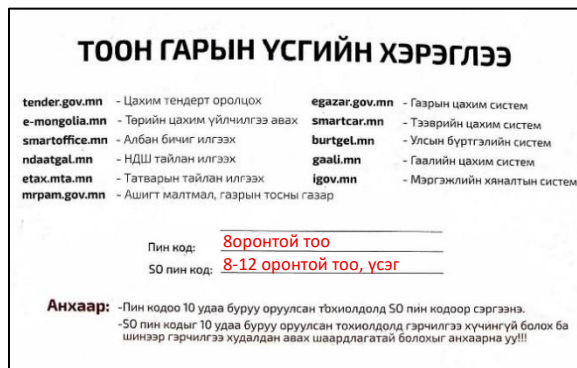 ТООН ГАРЫН ҮСГИЙН ХЭРЭГЛЭЭ
tender.gov.mn - Цахим тендерт оролцох
e-mongolia.mn - Төрийн цахим үйлчилгээ авах
smartoffice.mn - Албан бичиг илгээх
ndaatgal.mn - НДШ тайлан илгээх
etax.mta.mn - Татварын тайлан илгээх
mrpam.gov.mn - Ашигт малтмал, газрын тосны газар
egazar.gov.mn - Газрын цахим систем
smartcar.mn - Тээврийн цахим систем
burtgel.mn - Улсын бүртгэлийн систем
gaali.mn - Гаалийн цахим систем
igov.mn - Мэргэжлийн хяналтын систем
Пин код: 8оронтой тоо
SO пин код: 8-12 оронтой тоо, үсэг
Анхаар: -Пин кодоо 10 удаа буруу оруулсан тохиолдолд SO пин кодоор сэргээнэ.
-SO пин кодыг 10 удаа буруу оруулсан тохиолдолд гэрчилгээ хүчингүй болох ба
шинээр гэрчилгээ худалдан авах шаардлагатай болохыг анхаарна уу!!!